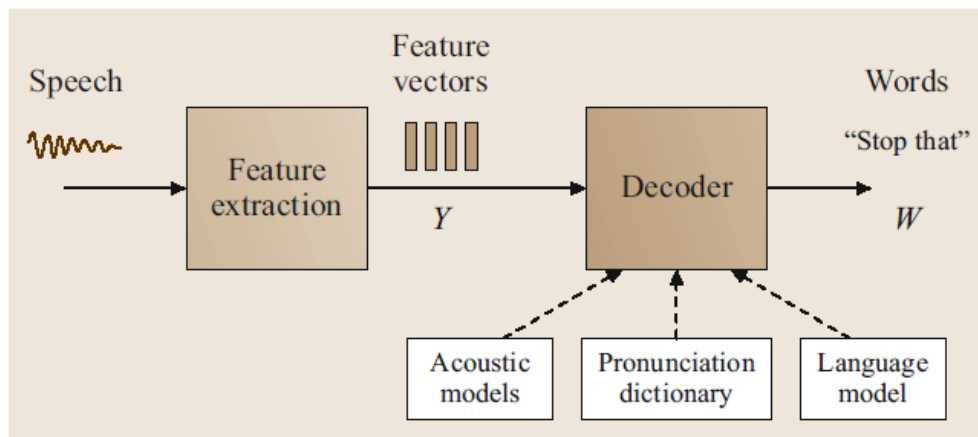 Speech
Feature
extraction
Feature
vectors
Y
Decoder
Words
“Stop that”
W
Acoustic
models
Pronunciation
dictionary
Language
model